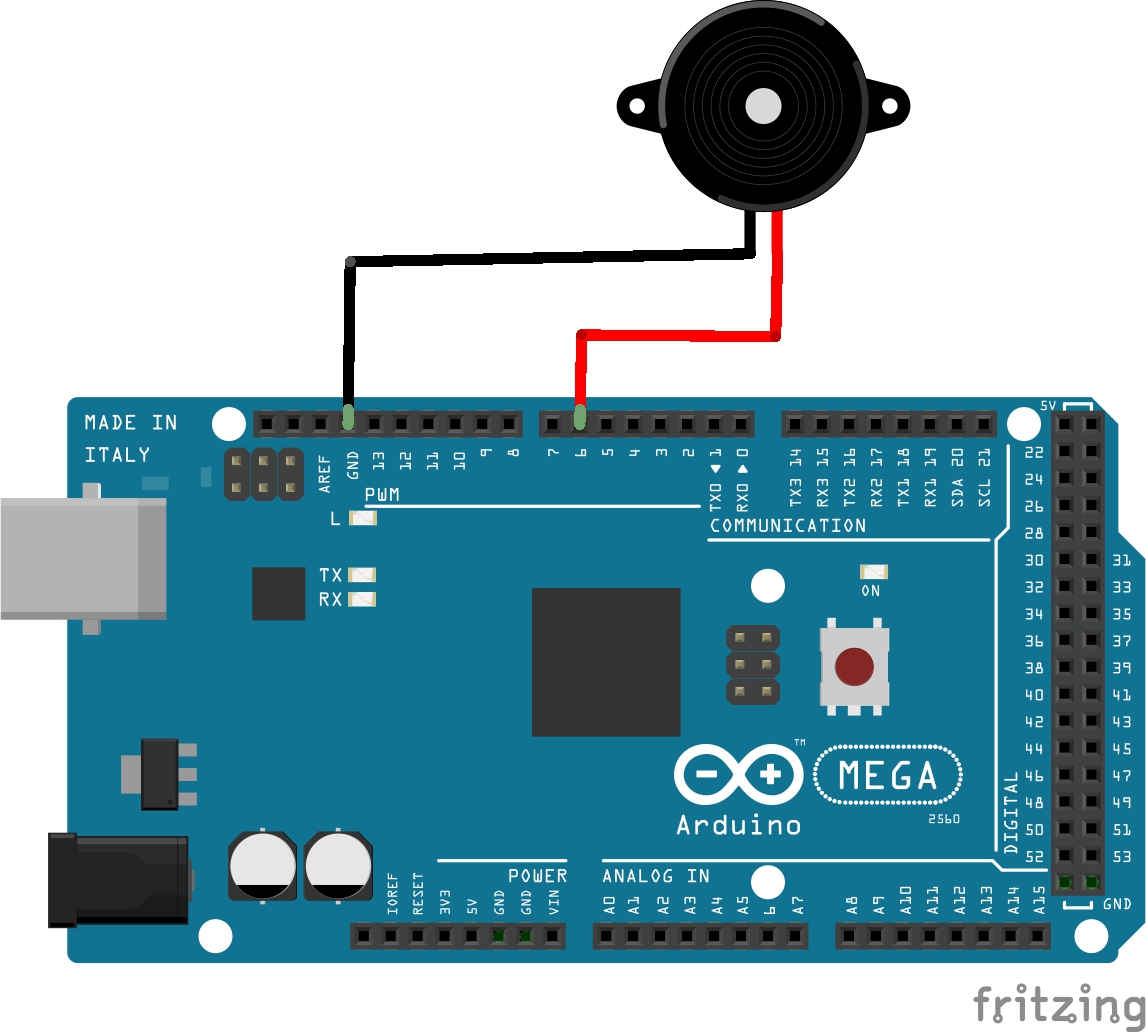 MADE IN
ITALY
AREF
GND
13
12
11
10
9
8
7
6
5
4
3
2
TX0 ◀ 1
RX0 ▶ 0
TX3 14
RX3 15
TX2 16
RX2 17
TX1 18
RX1 19
SDA 20
SCL 21
5V
PWM
L
COMMUNICATION
TX
RX
ON
22
24
26
28
30 31
32 33
34 35
36 37
38 39
40 41
42 43
44 45
46 47
48 49
50 51
52 53
GND
DIGITAL
TM
MEGA
2560
Arduino
POWER
ANALOG IN
IOREF
RESET
3V3
5V
GND
GND
VIN
A0
A1
A2
A3
A4
A5
6
A7
A8
A9
A10
A11
A12
A13
A14
A15
fritzing